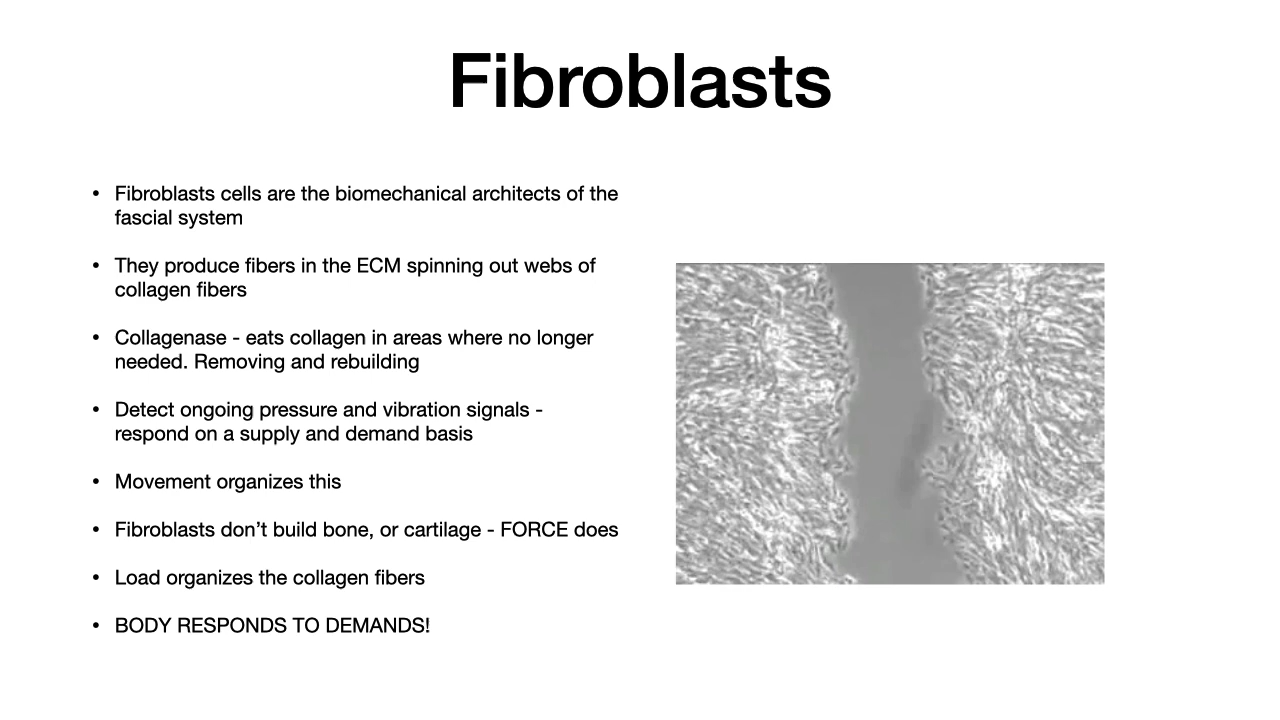 Fibroblasts
• Fibroblasts cells are the biomechanical architects of the
fascial system
• They produce fibers in the ECM spinning out webs of
collagen fibers
• Collagenase - eats collagen in areas where no longer
needed. Removing and rebuilding
• Detect ongoing pressure and vibration signals -
respond on a supply and demand basis
• Movement organizes this
• Fibroblasts don’t build bone, or cartilage - FORCE does
• Load organizes the collagen fibers
• BODY RESPONDS TO DEMANDS!